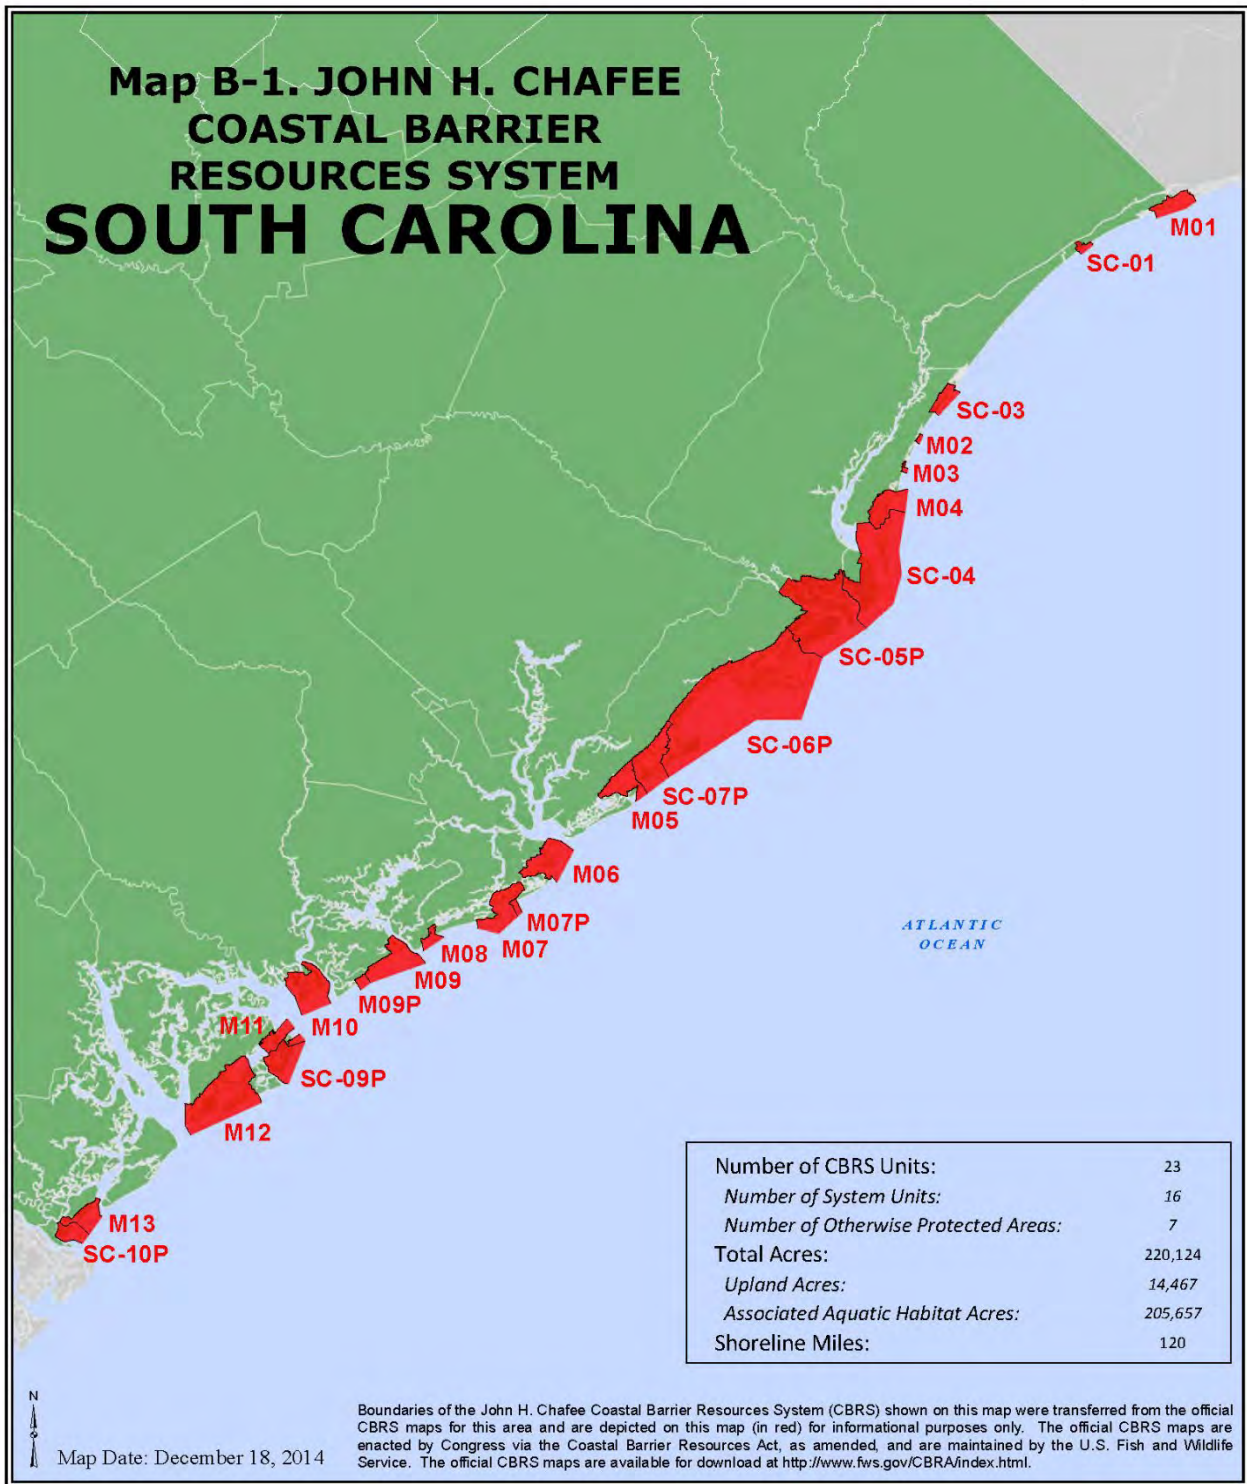 Map B-1. JOHN H. CHAFEE
COASTAL BARRIER
RESOURCES SYSTEM
SOUTH CAROLINA
M01
SC-01
SC-03
M02
M03
M04
SC-04
SC-05P
SC-06P
SC-07P
M05
M06
M07P
M07
M08
M09
M09P
M10
M11
SC-09P
M12
M13
SC-10P
ATLANTIC
OCEAN
Number of CBRS Units: 23
Number of System Units: 16
Number of Otherwise Protected Areas: 7
Total Acres: 220,124
Upland Acres: 14,467
Associated Aquatic Habitat Acres: 205,657
Shoreline Miles: 120
N
Map Date: December 18, 2014
Boundaries of the John H. Chafee Coastal Barrier Resources System (CBRS) shown on this map were transferred from the official
CBRS maps for this area and are depicted on this map (in red) for informational purposes only. The official CBRS maps are
enacted by Congress via the Coastal Barrier Resources Act, as amended, and are maintained by the U.S. Fish and Wildlife
Service. The official CBRS maps are available for download at http://www.fws.gov/CBRA/index.html.